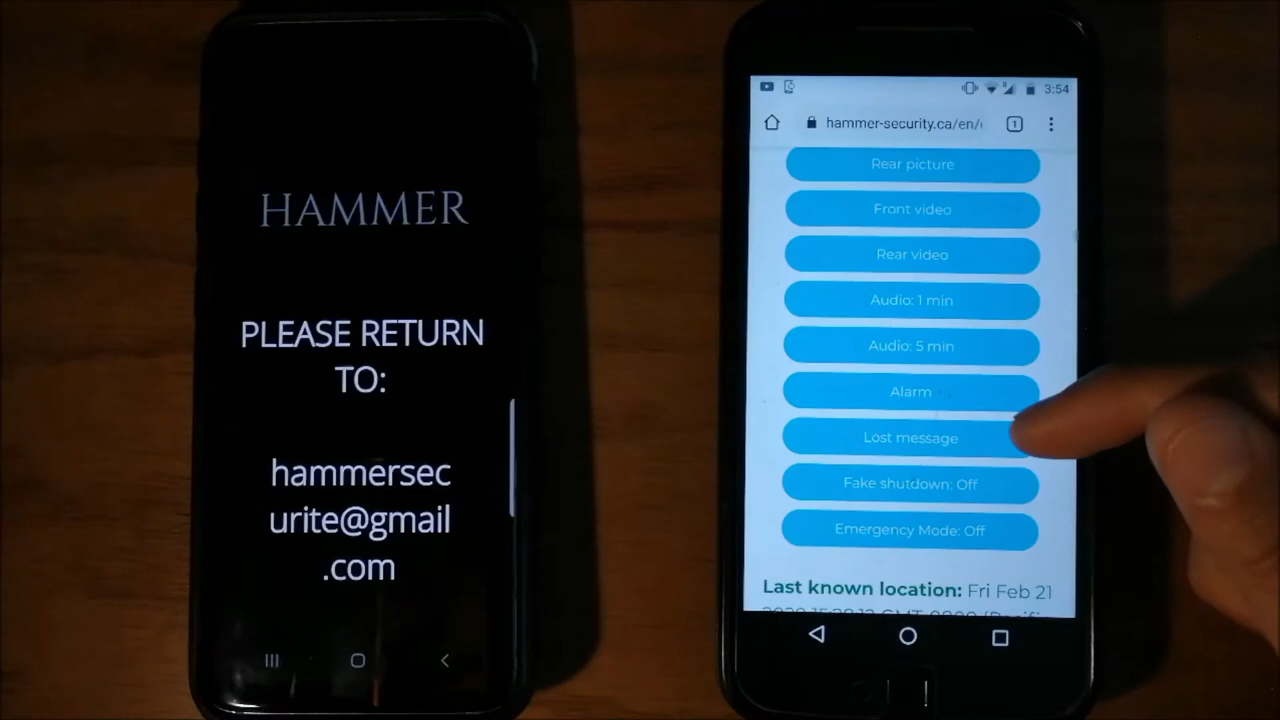 HAMMER
PLEASE RETURN
TO:
hammersec
urite@gmail
.com
3:54
hammer-security.ca/en/
1
Rear picture
Front video
Rear video
Audio: 1 min
Audio: 5 min
Alarm
Lost message
Fake shutdown: Off
Emergency Mode: Off
Last known location: Fri Feb 21